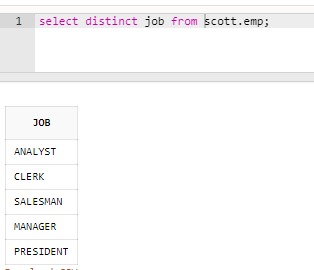 1 select distinct job from scott.emp;
JOB
ANALYST
CLERK
SALESMAN
MANAGER
PRESIDENT